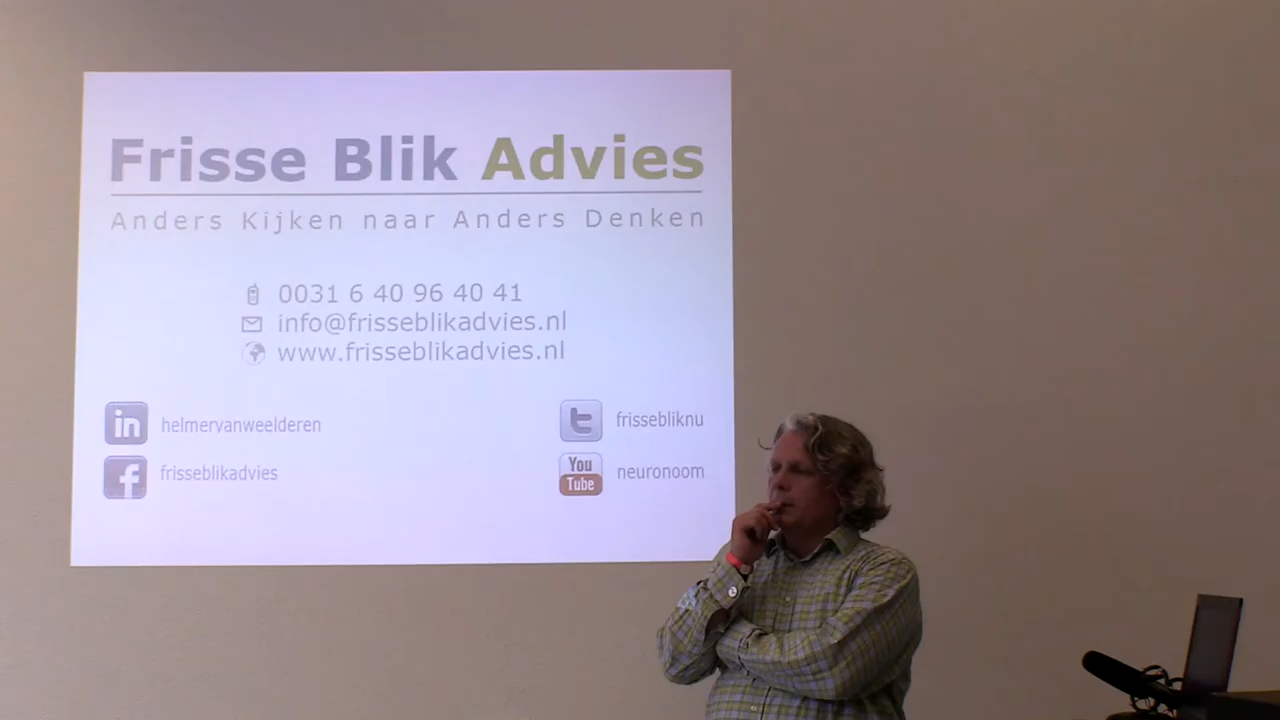 Frisse Blik Advies
Anders Kijken naar Anders Denken
0031 6 40 96 40 41
info@frisseblikadvies.nl
www.frisseblikadvies.nl
in helmervanweelderen
t frissebliknu
f frisseblikadvies
You Tube neuronoom